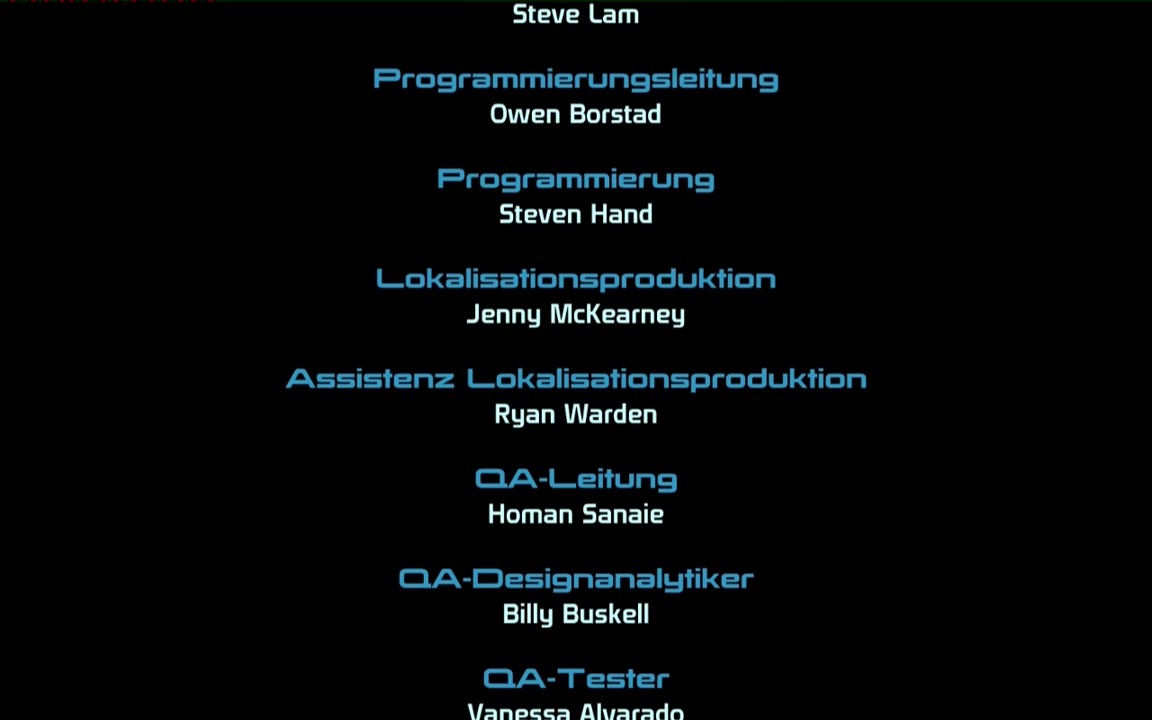 Steve Lam
Programmierungsleitung
Owen Borstad
Programmierung
Steven Hand
Lokalisationsproduktion
Jenny McKearney
Assistenz Lokalisationsproduktion
Ryan Warden
QA-Leitung
Homan Sanaie
QA-Designanalytiker
Billy Buskell
QA-Tester
Vanessa Alvarado